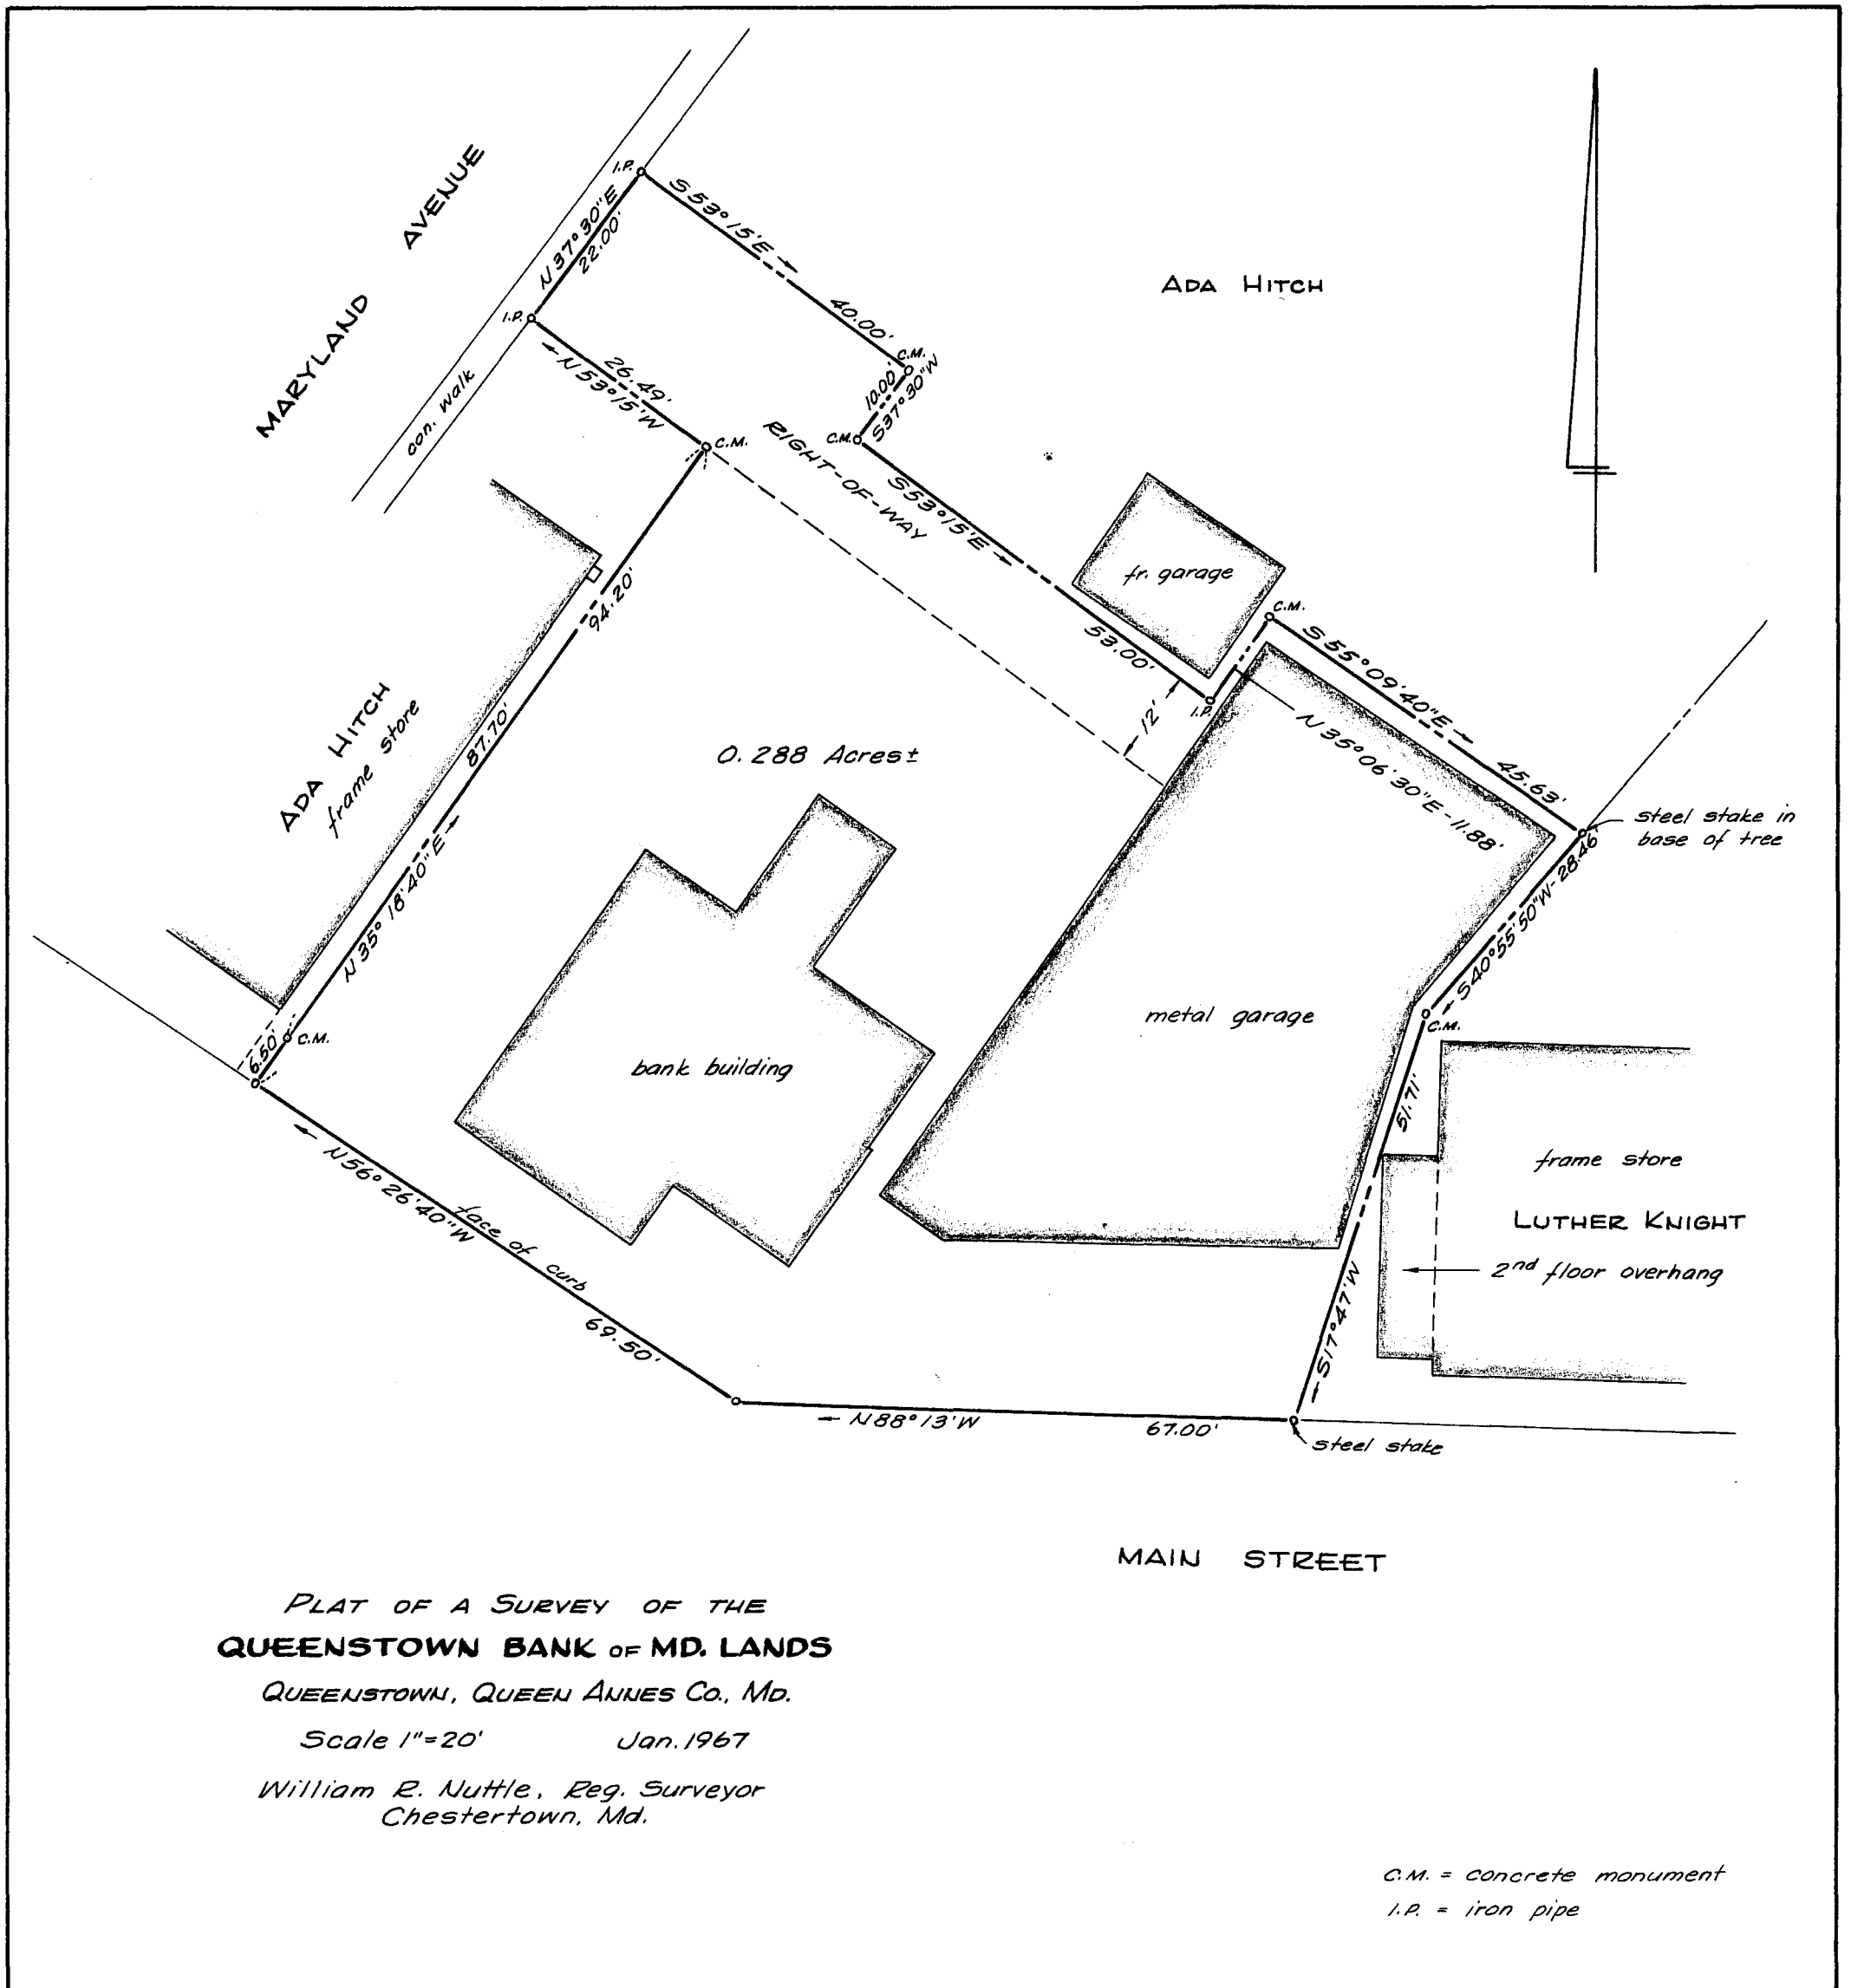 MARYLAND AVENUE
con. walk
I.P.
N 37° 30" E
22.00'
I.P.
S 53° 15' E
40.00'
C.M.
10.00'
S 37° 30" W
C.M.
26.49'
N 53° 15' W
C.M.
ADA HITCH
RIGHT-OF-WAY
S 53° 15' E
53.00'
fr. garage
12'
I.P.
C.M.
S 55° 09' 40" E
45.63'
N 35° 06' 30" E - 11.88'
steel stake in
base of tree
S 40° 55' 50" W - 28.46'
C.M.
ADA HITCH
frame store
94.20'
87.70'
N 35° 18' 40" E
6.50'
C.M.
0.288 Acres ±
bank building
metal garage
51.71'
S 17° 47' W
frame store
LUTHER KNIGHT
2nd floor overhang
N 56° 26' 40" W
face of curb
69.50'
N 88° 13' W
67.00'
steel stake
MAIN STREET
PLAT OF A SURVEY OF THE
QUEENSTOWN BANK OF MD. LANDS
QUEENSTOWN, QUEEN ANNES CO., MD.
Scale 1"=20' Jan. 1967
William R. Nuttle, Reg. Surveyor
Chestertown, Md.
C.M. = concrete monument
I.P. = iron pipe